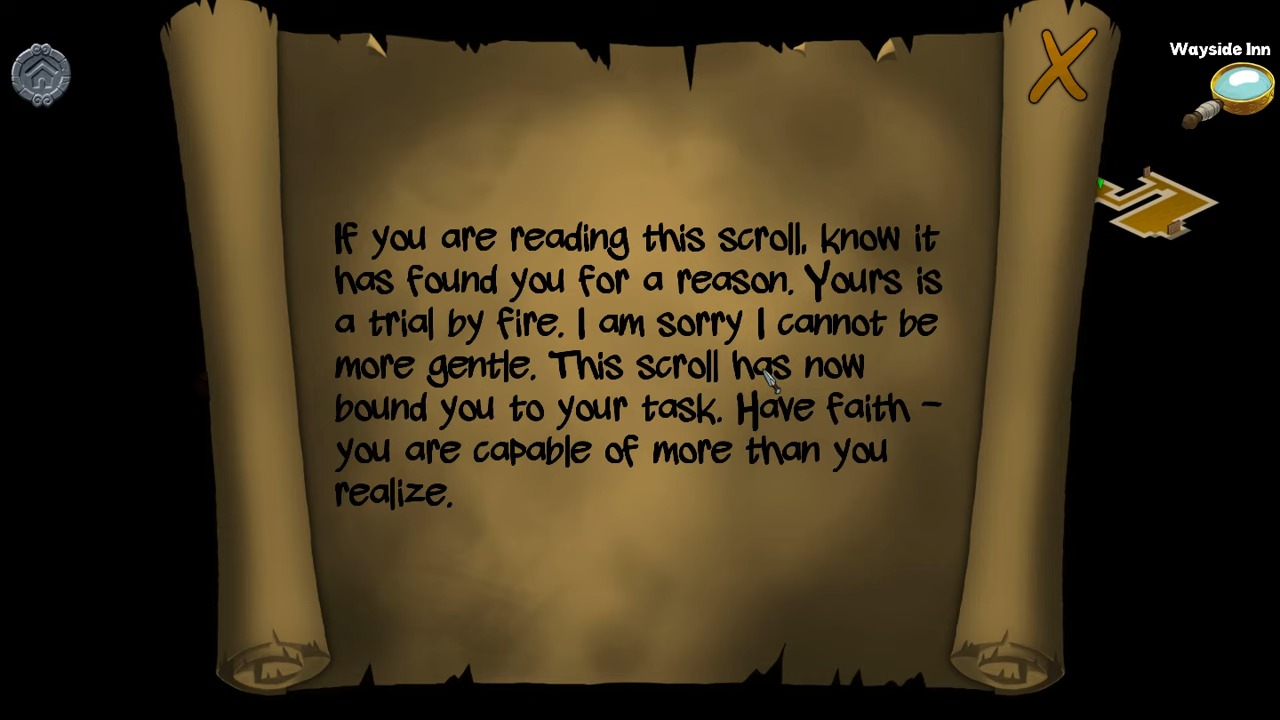 Wayside Inn
If you are reading this scroll, know it
has found you for a reason. Yours is
a trial by fire. I am sorry I cannot be
more gentle. This scroll has now
bound you to your task. Have faith -
you are capable of more than you
realize.